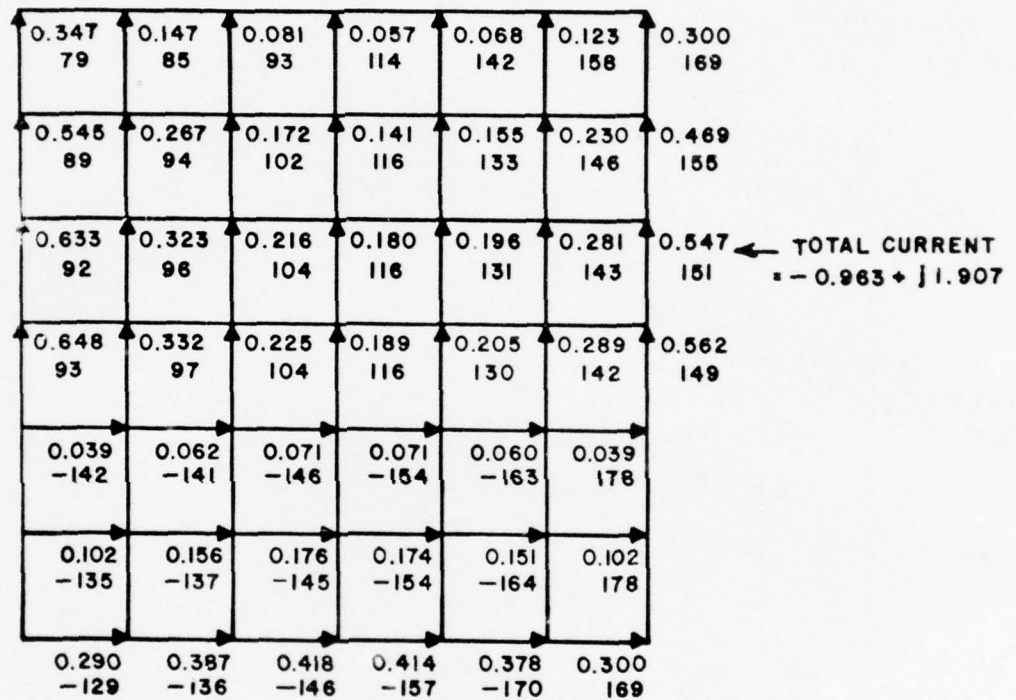 0.347 0.147 0.081 0.057 0.068 0.123 0.300
79 85 93 114 142 158 169
0.545 0.267 0.172 0.141 0.155 0.230 0.469
89 94 102 116 133 146 155
0.633 0.323 0.216 0.180 0.196 0.281 0.547 ← TOTAL CURRENT
92 96 104 116 131 143 151 = -0.963 + j 1.907
0.648 0.332 0.225 0.189 0.205 0.289 0.562
93 97 104 116 130 142 149
0.039 0.062 0.071 0.071 0.060 0.039
-142 -141 -146 -154 -163 178
0.102 0.156 0.176 0.174 0.151 0.102
-135 -137 -145 -154 -164 178
0.290 0.387 0.418 0.414 0.378 0.300
-129 -136 -146 -157 -170 169